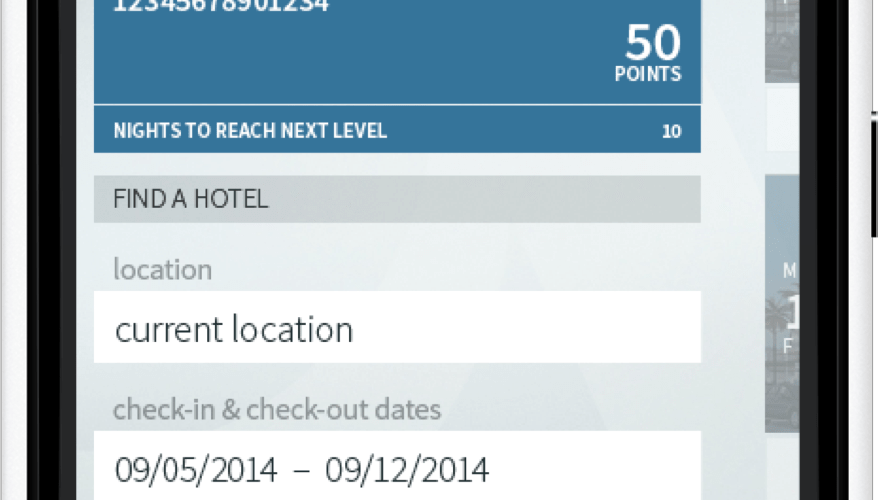 12345678901234
50
POINTS
NIGHTS TO REACH NEXT LEVEL 10
FIND A HOTEL
location
current location
check-in & check-out dates
09/05/2014 – 09/12/2014
M
1
F